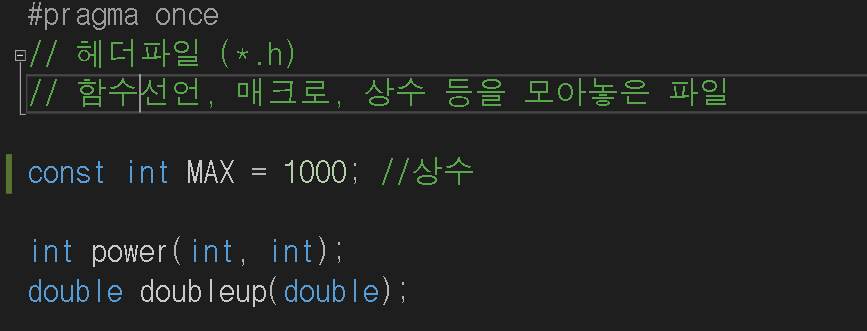 #pragma once
// 헤더파일 (*.h)
// 함수선언, 매크로, 상수 등을 모아놓은 파일
const int MAX = 1000; //상수
int power(int, int);
double doubleup(double);